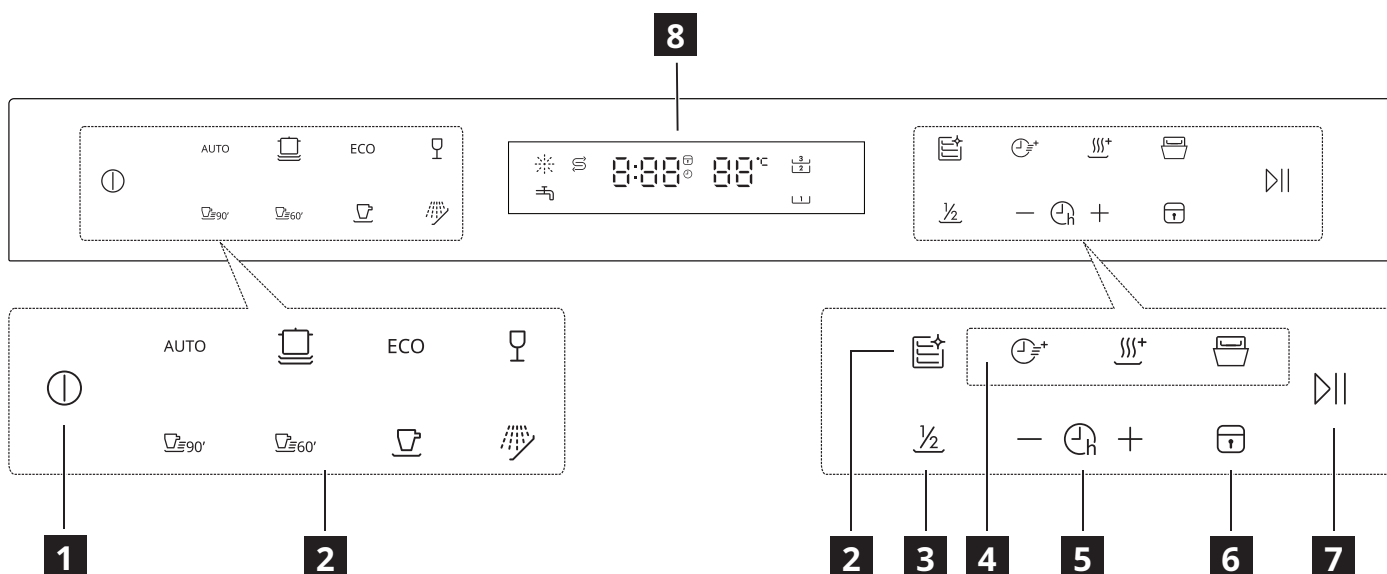 8
AUTO ECO
90′ 60′
8:88 88 °C
3
2
1
+ +
½ − h +
AUTO ECO
90′ 60′
+ +
½ − h +
1 2 2 3 4 5 6 7